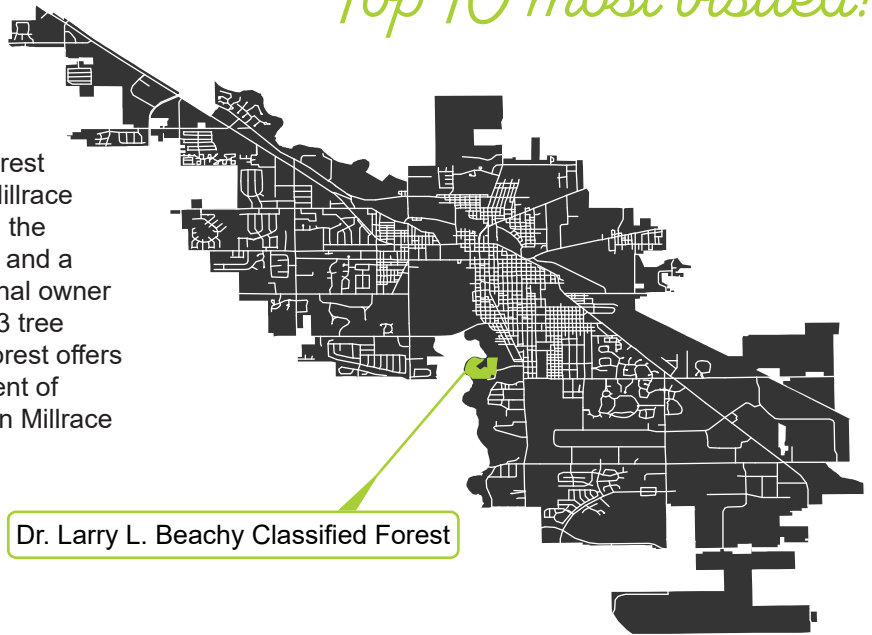 Top 10 most visited!
rest
Millrace
the
and a
nal owner
3 tree
orest offers
ent of
n Millrace
Dr. Larry L. Beachy Classified Forest